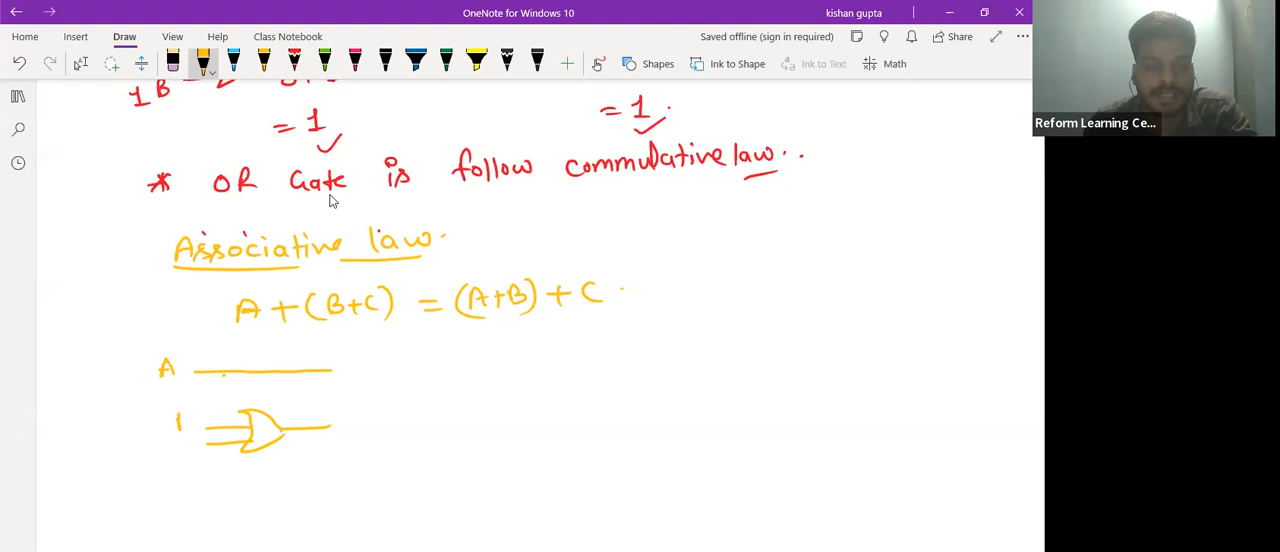 OneNote for Windows 10
kishan gupta
Home Insert Draw View Help Class Notebook
Saved offline (sign in required)
Share
Shapes
Ink to Shape
Ink to Text
Math
Reform Learning Ce...
1 B
= 1
= 1.
* OR Gate is follow commutative law..
Associative law.
A + (B+C) = (A+B) + C.
A